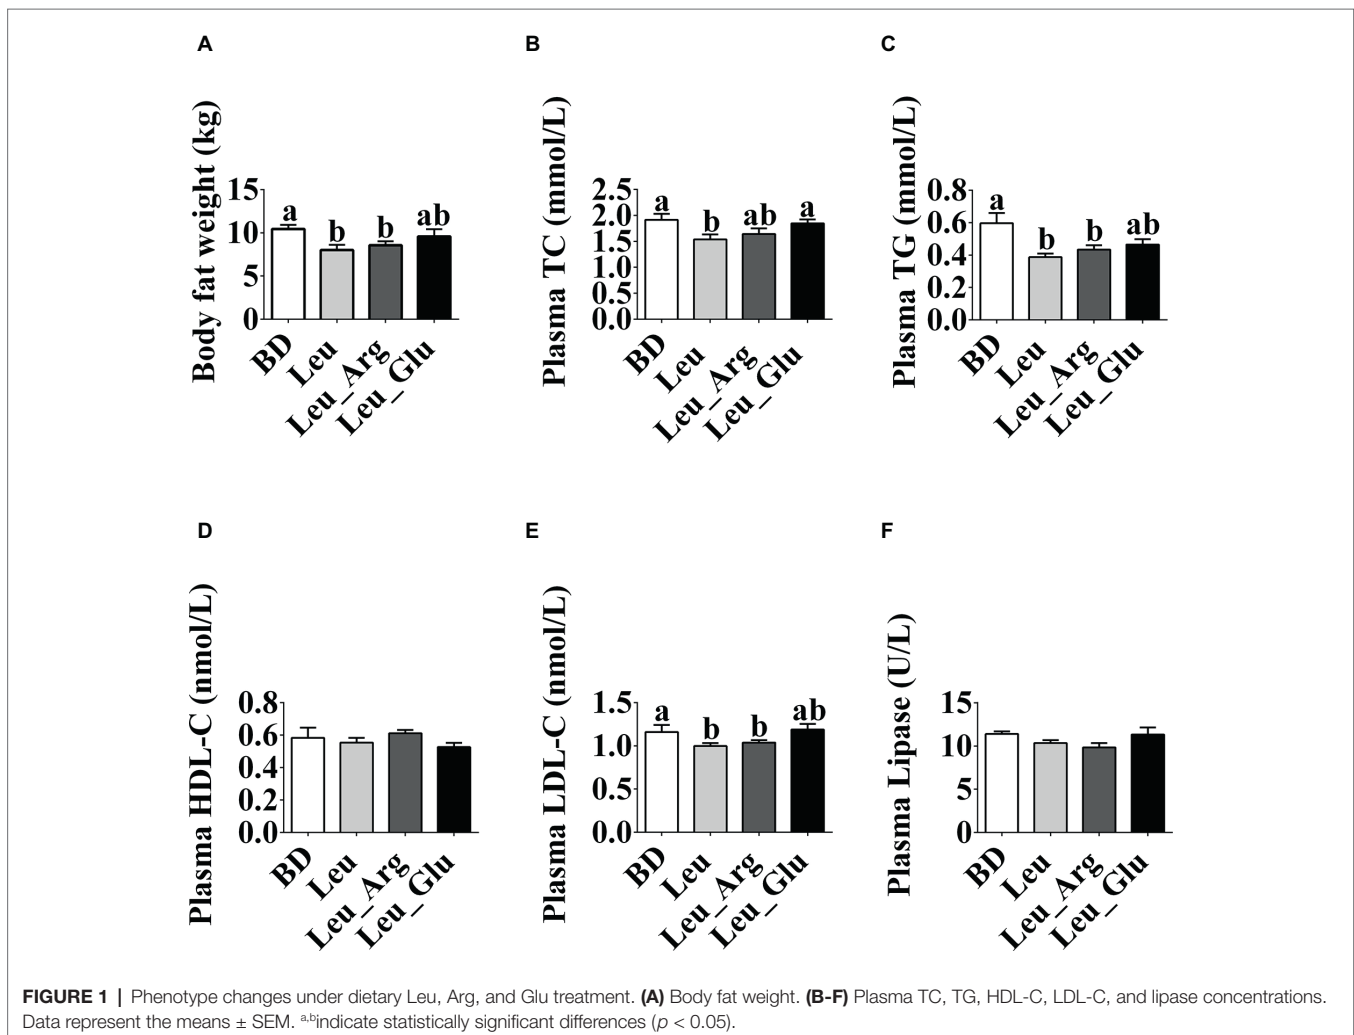 A
Body fat weight (kg)
15
10
5
0
a
b
b
ab
BD
Leu
Leu_Arg
Leu_Glu
B
Plasma TC (mmol/L)
2.5
2.0
1.5
1.0
0.5
0.0
a
b
ab
a
BD
Leu
Leu_Arg
Leu_Glu
C
Plasma TG (mmol/L)
0.8
0.6
0.4
0.2
0.0
a
b
b
ab
BD
Leu
Leu_Arg
Leu_Glu
D
Plasma HDL-C (nmol/L)
0.8
0.6
0.4
0.2
0.0
BD
Leu
Leu_Arg
Leu_Glu
E
Plasma LDL-C (nmol/L)
1.5
1.0
0.5
0.0
a
b
b
ab
BD
Leu
Leu_Arg
Leu_Glu
F
Plasma Lipase (U/L)
15
10
5
0
BD
Leu
Leu_Arg
Leu_Glu
FIGURE 1 | Phenotype changes under dietary Leu, Arg, and Glu treatment. (A) Body fat weight. (B-F) Plasma TC, TG, HDL-C, LDL-C, and lipase concentrations.
Data represent the means ± SEM. a,bindicate statistically significant differences (p < 0.05).